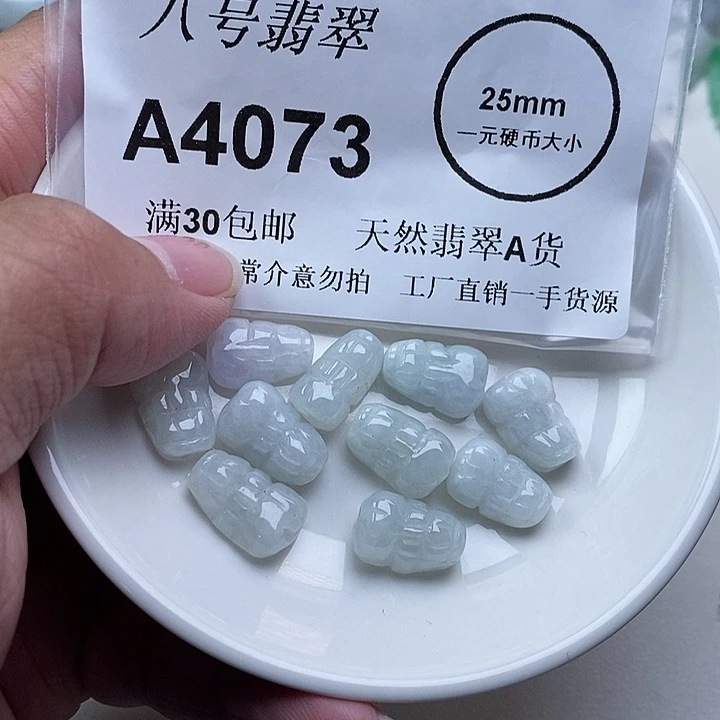 八号翡翠
25mm
一元硬币大小
A4073
满30包邮 天然翡翠A货
常介意勿拍 工厂直销一手货源